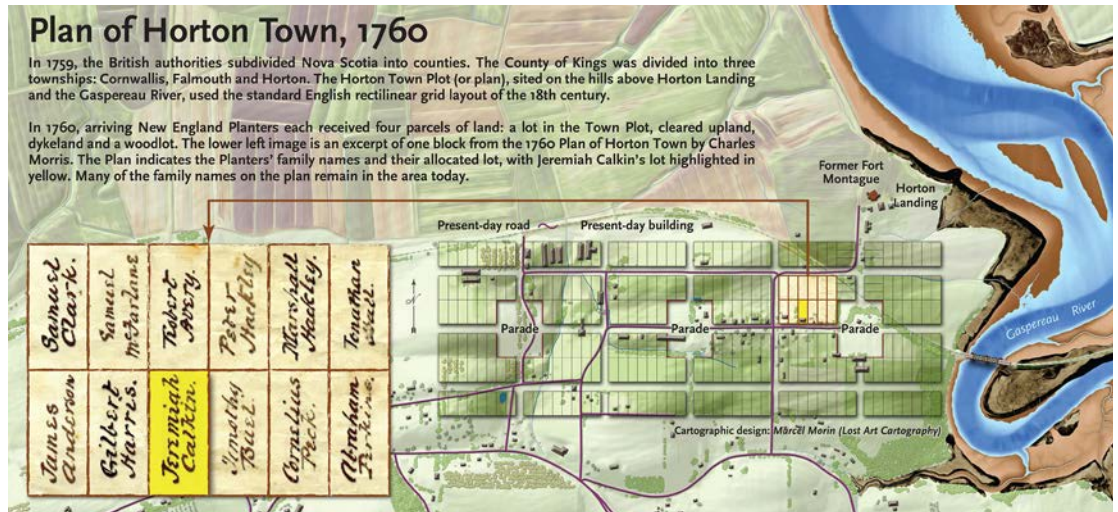 Plan of Horton Town, 1760
In 1759, the British authorities subdivided Nova Scotia into counties. The County of Kings was divided into three
townships: Cornwallis, Falmouth and Horton. The Horton Town Plot (or plan), sited on the hills above Horton Landing
and the Gaspereau River, used the standard English rectilinear grid layout of the 18th century.
In 1760, arriving New England Planters each received four parcels of land: a lot in the Town Plot, cleared upland,
dykeland and a woodlot. The lower left image is an excerpt of one block from the 1760 Plan of Horton Town by Charles
Morris. The Plan indicates the Planters' family names and their allocated lot, with Jeremiah Calkin's lot highlighted in
yellow. Many of the family names on the plan remain in the area today.
Former Fort
Montague
Horton
Landing
Present-day road
Present-day building
Samuel
Clark.
Samuel
Robert
Avery.
Peter
Hackley
Marshall
Hackley.
Jonathan
James
Anderson
Gilbert
Harris.
Jeremiah
Calkin.
Timothy
Buel.
Cornelius
Peck.
Abraham
Perkins.
Parade
Parade
Parade
Gaspereau River
Cartographic design: Marcel Morin (Lost Art Cartography)